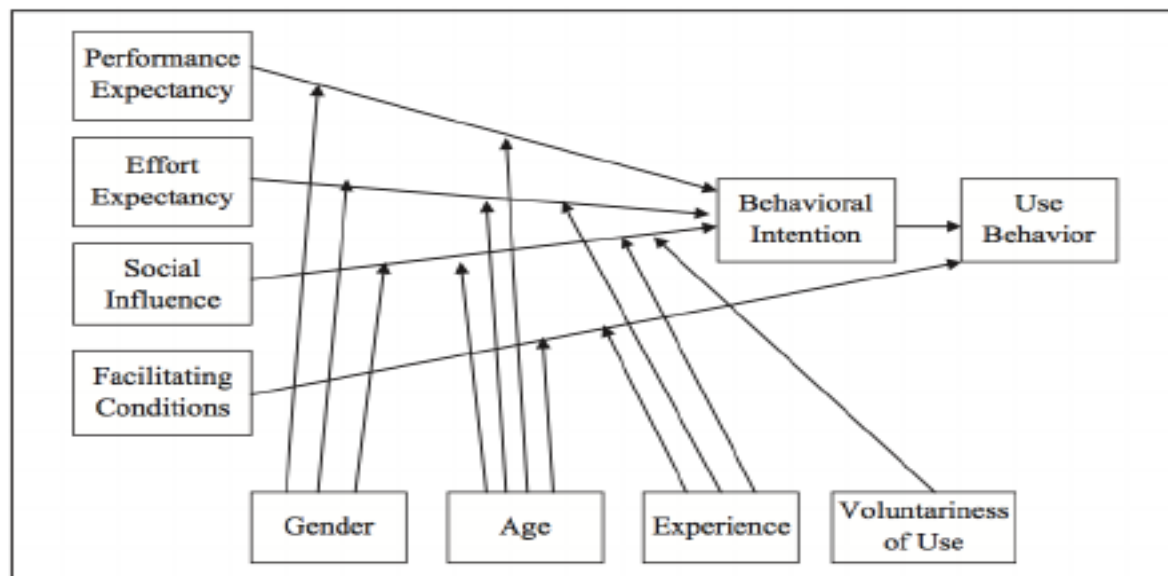 Performance
Expectancy
Effort
Expectancy
Social
Influence
Facilitating
Conditions
Behavioral
Intention
Use
Behavior
Gender
Age
Experience
Voluntariness
of Use